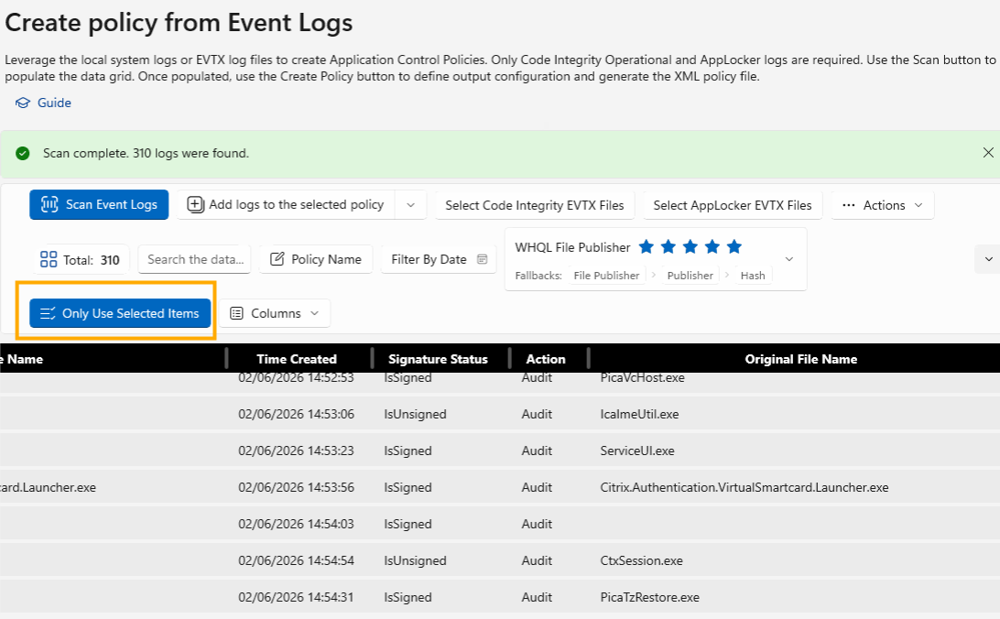 Create policy from Event Logs
Leverage the local system logs or EVTX log files to create Application Control Policies. Only Code Integrity Operational and AppLocker logs are required. Use the Scan button to
populate the data grid. Once populated, use the Create Policy button to define output configuration and generate the XML policy file.
Guide
Scan complete. 310 logs were found.
Scan Event Logs Add logs to the selected policy Select Code Integrity EVTX Files Select AppLocker EVTX Files ··· Actions
Total: 310 Search the data... Policy Name Filter By Date WHQL File Publisher
Fallbacks: File Publisher > Publisher > Hash
Only Use Selected Items Columns
e Name Time Created Signature Status Action Original File Name
02/06/2026 14:52:53 IsSigned Audit PicaVcHost.exe
02/06/2026 14:53:06 IsUnsigned Audit IcaImeUtil.exe
02/06/2026 14:53:23 IsSigned Audit ServiceUI.exe
ard.Launcher.exe 02/06/2026 14:53:56 IsSigned Audit Citrix.Authentication.VirtualSmartcard.Launcher.exe
02/06/2026 14:54:03 IsSigned Audit
02/06/2026 14:54:54 IsUnsigned Audit CtxSession.exe
02/06/2026 14:54:31 IsSigned Audit PicaTzRestore.exe